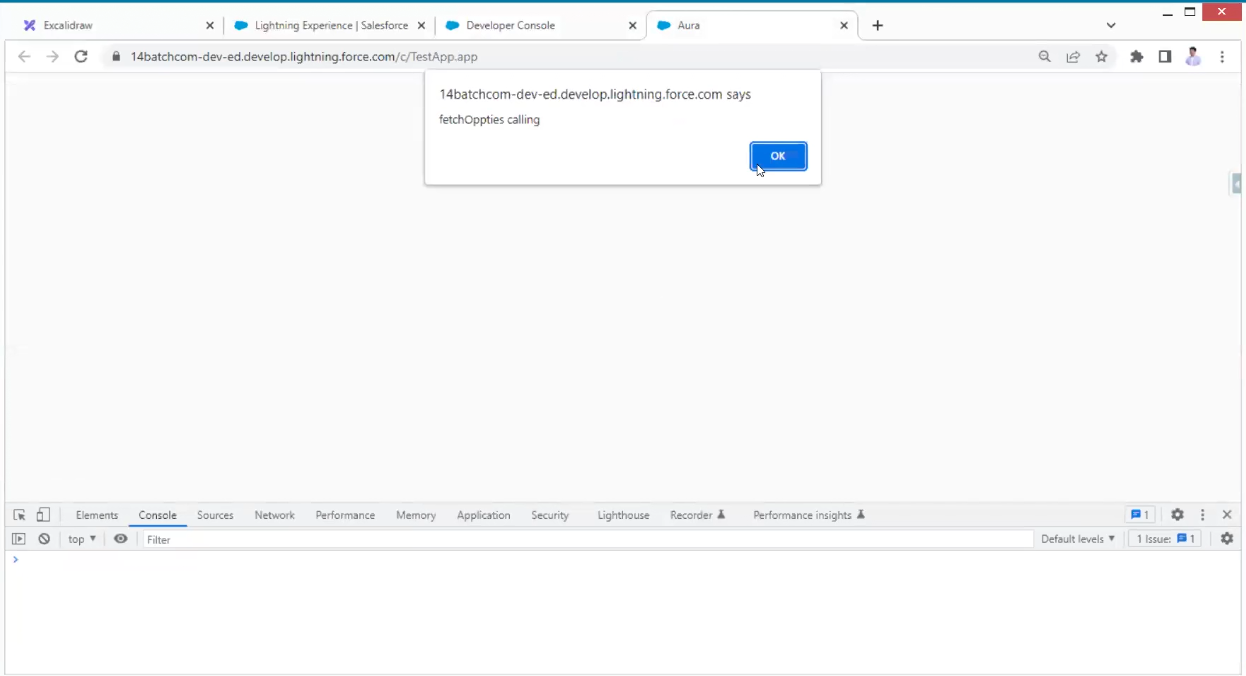 Excalidraw
Lightning Experience | Salesforce
Developer Console
Aura
14batchcom-dev-ed.develop.lightning.force.com/c/TestApp.app
14batchcom-dev-ed.develop.lightning.force.com says
fetchOppties calling
OK
Elements Console Sources Network Performance Memory Application Security Lighthouse Recorder Performance insights 1
top Filter Default levels 1 Issue: 1